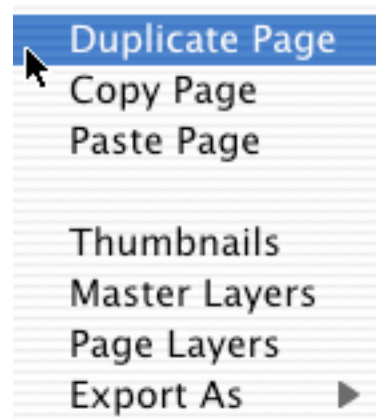 Duplicate Page
Copy Page
Paste Page
Thumbnails
Master Layers
Page Layers
Export As